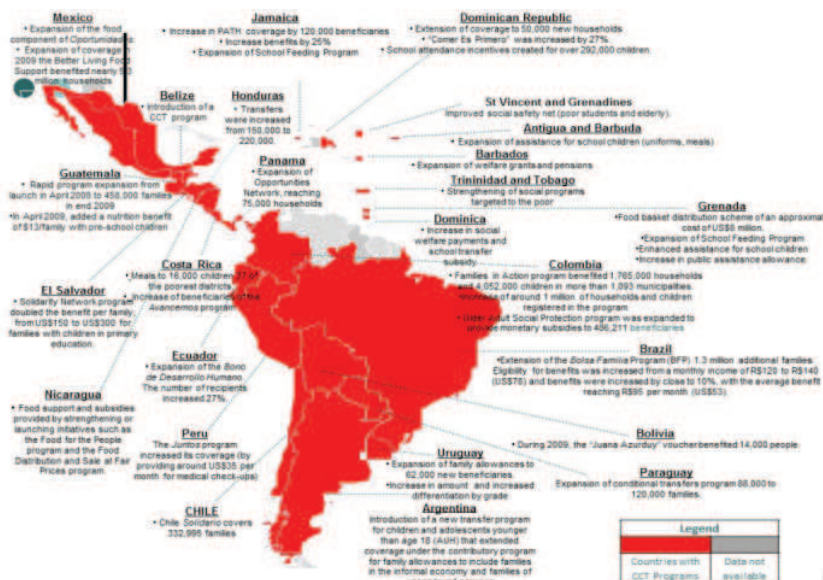 Mexico
• Expansion of the food
component of Oportunidades.
• Expansion of coverage in
2009 the Better Living Food
Support benefited nearly
million households
Jamaica
• Increase in PATH coverage by 120,000 beneficiaries
• Increase benefits by 25%
• Expansion of School Feeding Program
Dominican Republic
• Extension of coverage to 50,000 new households
• "Comer Es Primero" was increased by 27%
• School attendance incentives created for over 292,000 children
Belize
• Introduction of a
CCT program
Honduras
• Transfers
were increased
from 150,000 to
220,000.
St Vincent and Grenadines
Improved social safety net (poor students and elderly).
Antigua and Barbuda
• Expansion of assistance for school children (uniforms, meals)
Barbados
• Expansion of welfare grants and pensions
Guatemala
• Rapid program expansion from
launch in April 2008 to 458,000 families
in end 2009
•In April 2009, added a nutrition benefit
of $13/family with pre-school children
Panama
• Expansion of
Opportunities
Network, reaching
75,000 households
Trininidad and Tobago
• Strengthening of social programs
targeted to the poor
Grenada
•Food basket distribution scheme of an approximat
cost of US$8 million.
•Expansion of School Feeding Program
•Enhanced assistance for school children
•Increase in public assistance allowance
Dominica
• Increase in social
welfare payments and
school transfer
subsidy
Costa Rica
• Meals to 16,000 children 37 of
the poorest districts
Increase of beneficiaries of the
Avancemos program
Colombia
• Families in Action program benefited 1,765,000 households
and 4,052,000 children in more than 1,093 municipalities.
•Increase of around 1 million of households and children
registered in the program
• Older Adult Social Protection program was expanded to
provide monetary subsidies to 486,211 beneficiaries
El Salvador
• Solidarity Network program
doubled the benefit per family,
from US$150 to US$300 for
families with children in primary
education.
Ecuador
• Expansion of the Bono
de Desarrollo Humano.
The number of recipients
increased 27%.
Brazil
•Extension of the Bolsa Familia Program (BFP) 1.3 million additional families.
Eligibility for benefits was increased from a monthly income of R$120 to R$140
(US$78) and benefits were increased by close to 10%, with the average benefit
reaching R$95 per month (US$53).
Nicaragua
• Food support and subsidies
provided by strengthening or
launching initiatives such as
the Food for the People
program and the Food
Distribution and Sale at Fair
Prices program.
Peru
The Juntos program
increased its coverage (by
providing around US$35 per
month for medical check-ups)
Bolivia
• During 2009, the "Juana Azurduy" voucher benefited 14,000 people.
Uruguay
• Expansion of family allowances to
62,000 new beneficiaries.
•Increase in amount and increased
differentiation by grade
Paraguay
Expansion of conditional transfers program 88,000 to
120,000 families.
CHILE
• Chile Solidario covers
332,995 families
Argentina
Introduction of a new transfer program
for children and adolescents younger
than age 18 (AUH) that extended
coverage under the contributory program
for family allowances to include families
in the informal economy and families of
Legend
Countries with
CCT Programs
Data not
available